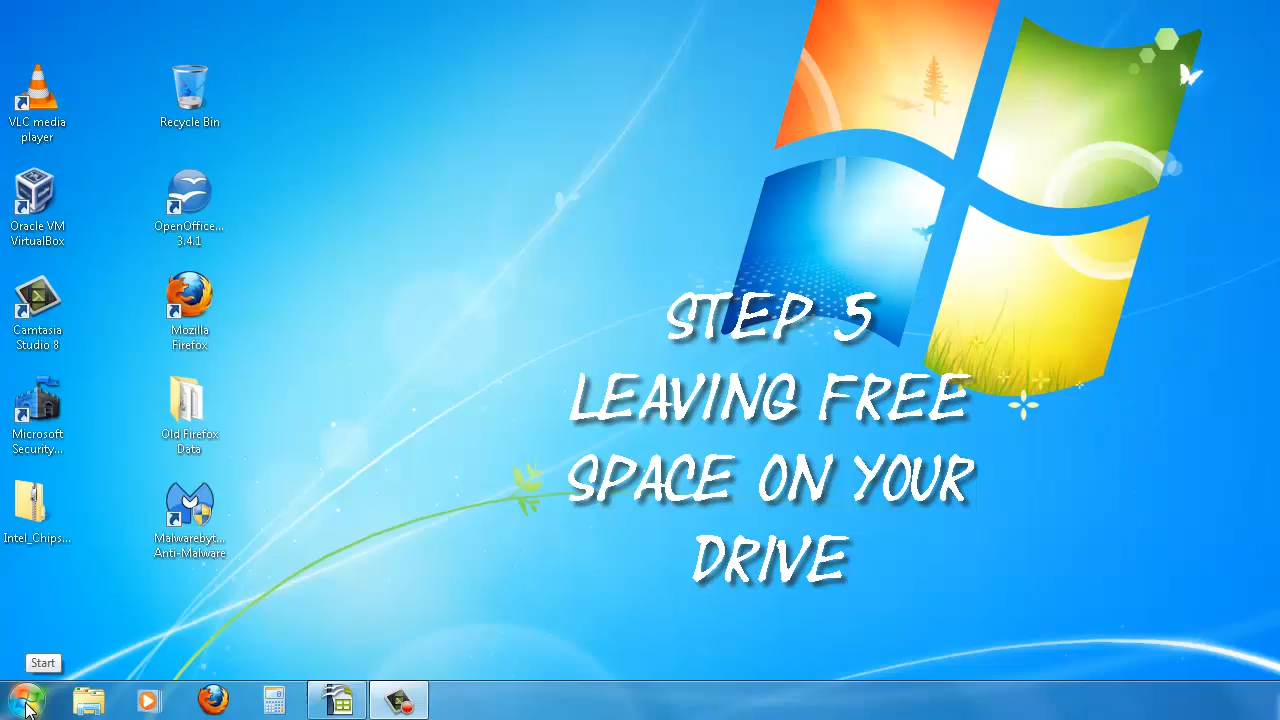 VLC media
player
Recycle Bin
Oracle VM
VirtualBox
OpenOffice...
3.4.1
Camtasia
Studio 8
Mozilla
Firefox
Microsoft
Security...
Old Firefox
Data
Intel_Chips...
Malwarebyt...
Anti-Malware
STEP 5
LEAVING FREE
SPACE ON YOUR
DRIVE
Start